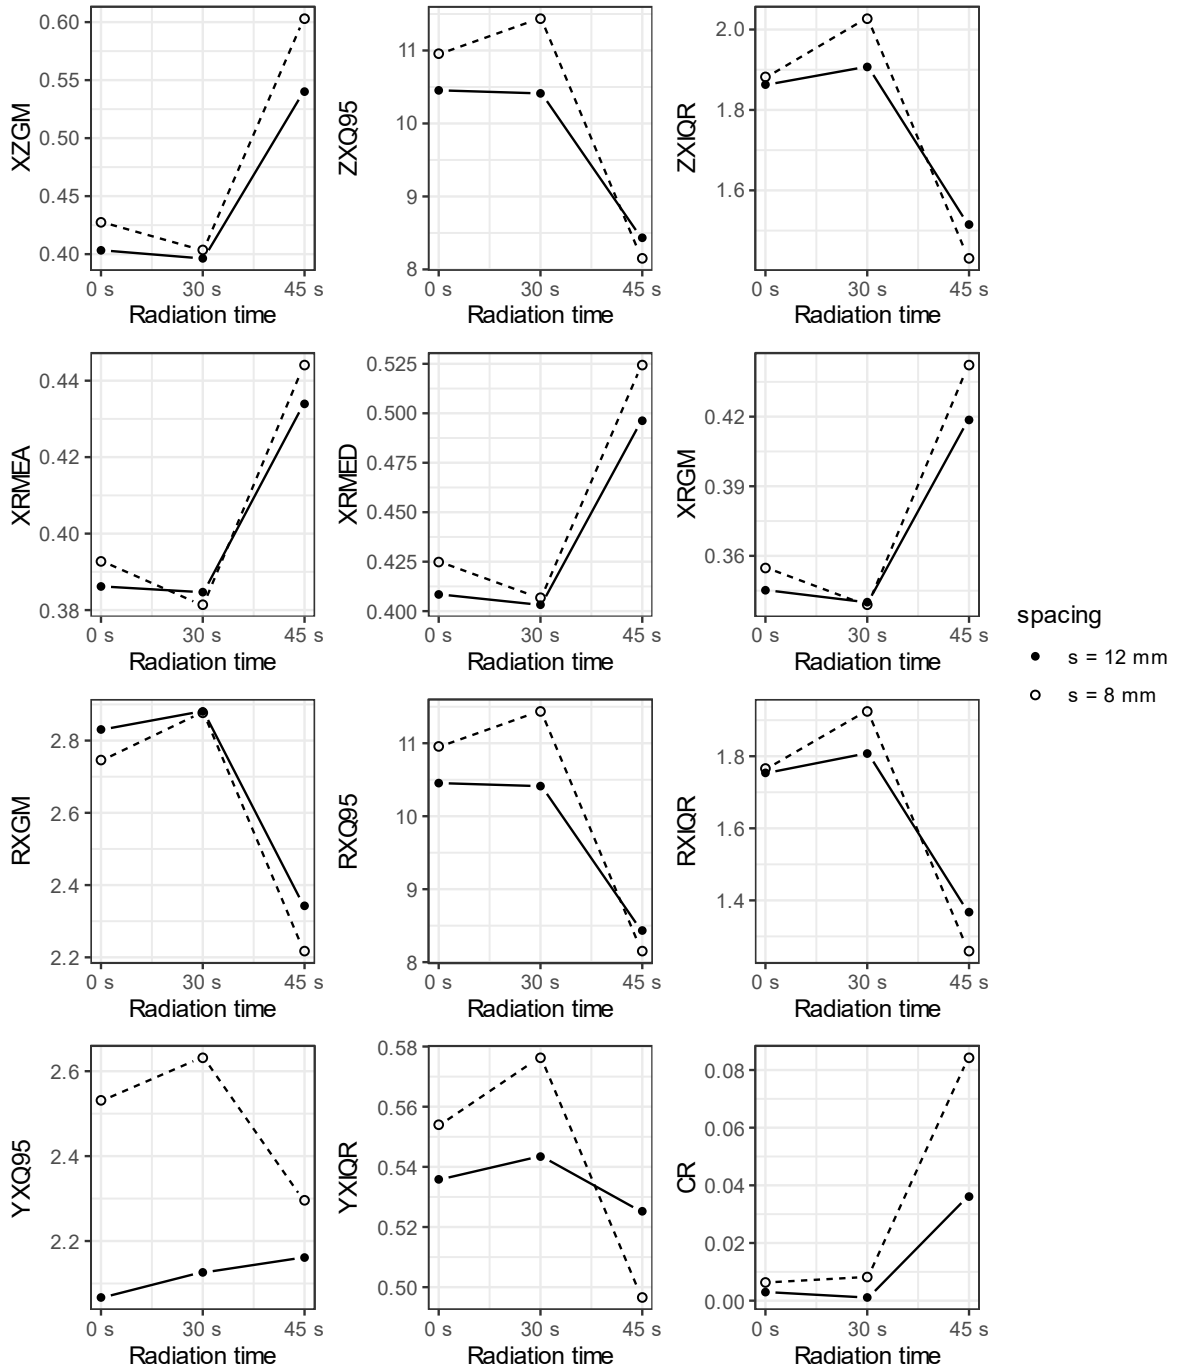 XZGM
0.60
0.55
0.50
0.45
0.40
0 s 30 s 45 s
Radiation time
ZXQ95
11
10
9
8
0 s 30 s 45 s
Radiation time
ZXIQR
2.0
1.8
1.6
0 s 30 s 45 s
Radiation time
XRMEA
0.44
0.42
0.40
0.38
0 s 30 s 45 s
Radiation time
XRMED
0.525
0.500
0.475
0.450
0.425
0.400
0 s 30 s 45 s
Radiation time
XRGM
0.42
0.39
0.36
0 s 30 s 45 s
Radiation time
spacing
s = 12 mm
s = 8 mm
RXGM
2.8
2.6
2.4
2.2
0 s 30 s 45 s
Radiation time
RXQ95
11
10
9
8
0 s 30 s 45 s
Radiation time
RXIQR
1.8
1.6
1.4
0 s 30 s 45 s
Radiation time
YXQ95
2.6
2.4
2.2
0 s 30 s 45 s
Radiation time
YXIQR
0.58
0.56
0.54
0.52
0.50
0 s 30 s 45 s
Radiation time
CR
0.08
0.06
0.04
0.02
0.00
0 s 30 s 45 s
Radiation time